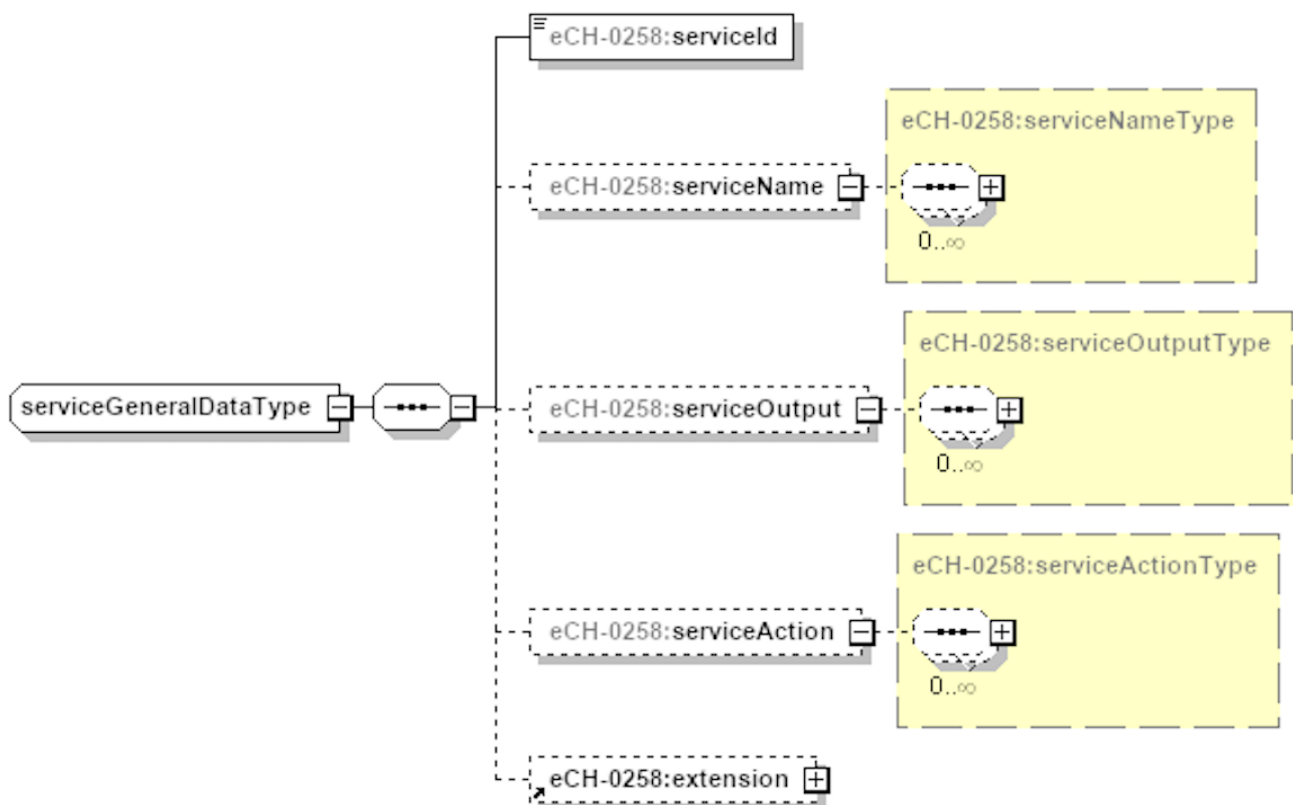 eCH-0258:serviceId
eCH-0258:serviceNameType
eCH-0258:serviceName
0..∞
eCH-0258:serviceOutputType
serviceGeneralDataType
eCH-0258:serviceOutput
0..∞
eCH-0258:serviceActionType
eCH-0258:serviceAction
0..∞
eCH-0258:extension